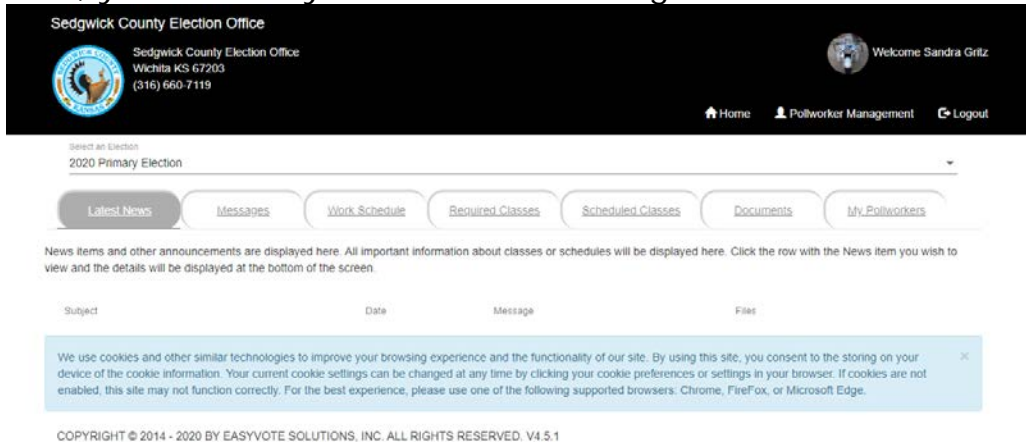 Sedgwick County Election Office
Sedgwick County Election Office
Wichita KS 67203
(316) 660-7119
Welcome Sandra Gritz
Home Pollworker Management Logout
Select an Election
2020 Primary Election
Latest News Messages Work Schedule Required Classes Scheduled Classes Documents My Pollworkers
News items and other announcements are displayed here. All important information about classes or schedules will be displayed here. Click the row with the News item you wish to
view and the details will be displayed at the bottom of the screen.
Subject Date Message Files
We use cookies and other similar technologies to improve your browsing experience and the functionality of our site. By using this site, you consent to the storing on your
device of the cookie information. Your current cookie settings can be changed at any time by clicking your cookie preferences or settings in your browser. If cookies are not
enabled, this site may not function correctly. For the best experience, please use one of the following supported browsers: Chrome, FireFox, or Microsoft Edge.
COPYRIGHT © 2014 - 2020 BY EASYVOTE SOLUTIONS, INC. ALL RIGHTS RESERVED. V4.5.1